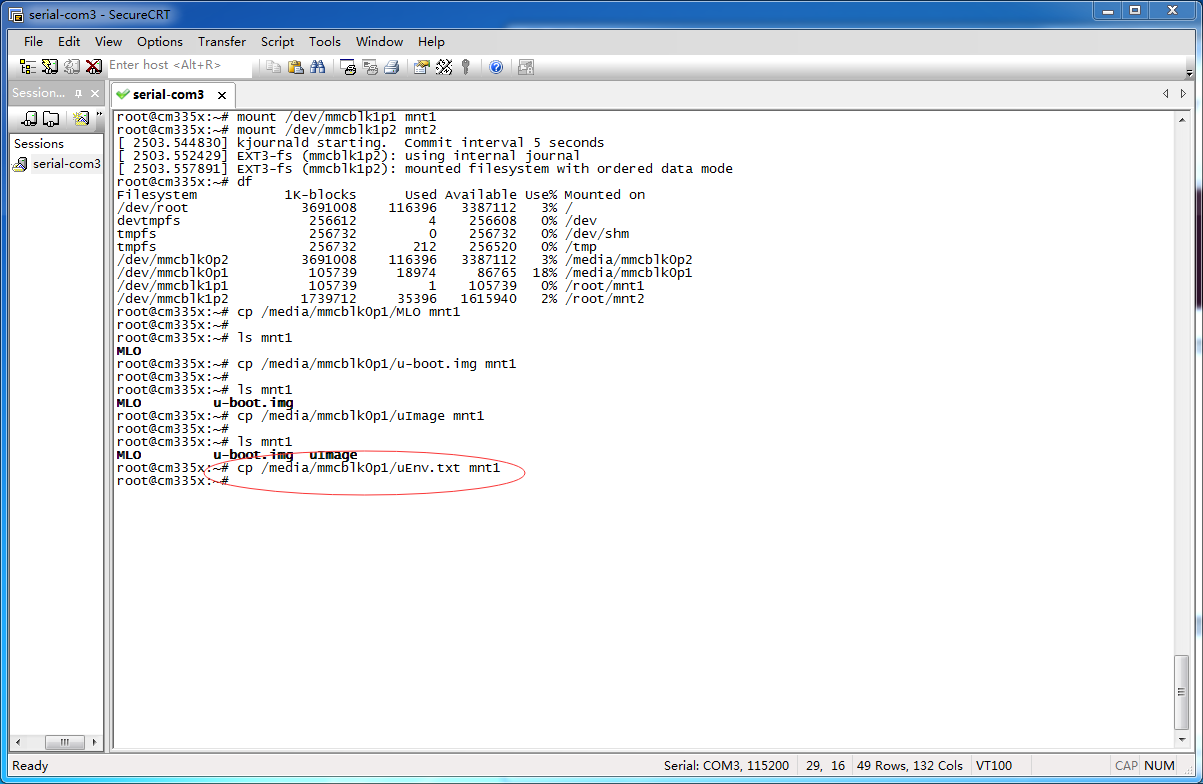 serial-com3 - SecureCRT
File Edit View Options Transfer Script Tools Window Help
Enter host <Alt+R>
Session...
serial-com3
Sessions
serial-com3
root@cm335x:~# mount /dev/mmcblk1p1 mnt1
root@cm335x:~# mount /dev/mmcblk1p2 mnt2
[ 2503.544830] kjournald starting.  Commit interval 5 seconds
[ 2503.552429] EXT3-fs (mmcblk1p2): using internal journal
[ 2503.557891] EXT3-fs (mmcblk1p2): mounted filesystem with ordered data mode
root@cm335x:~# df
Filesystem           1K-blocks      Used Available Use% Mounted on
/dev/root              3691008    116396   3387112   3% /
devtmpfs                256612         4    256608   0% /dev
tmpfs                   256732         0    256732   0% /dev/shm
tmpfs                   256732       212    256520   0% /tmp
/dev/mmcblk0p2         3691008    116396   3387112   3% /media/mmcblk0p2
/dev/mmcblk0p1          105739     18974     86765  18% /media/mmcblk0p1
/dev/mmcblk1p1          105739         1    105739   0% /root/mnt1
/dev/mmcblk1p2         1739712     35396   1615940   2% /root/mnt2
root@cm335x:~# cp /media/mmcblk0p1/MLO mnt1
root@cm335x:~#
root@cm335x:~# ls mnt1
MLO
root@cm335x:~# cp /media/mmcblk0p1/u-boot.img mnt1
root@cm335x:~#
root@cm335x:~# ls mnt1
MLO         u-boot.img
root@cm335x:~# cp /media/mmcblk0p1/uImage mnt1
root@cm335x:~#
root@cm335x:~# ls mnt1
MLO         u-boot.img  uImage
root@cm335x:~# cp /media/mmcblk0p1/uEnv.txt mnt1
root@cm335x:~#
Ready Serial: COM3, 115200 29, 16 49 Rows, 132 Cols VT100 CAP NUM